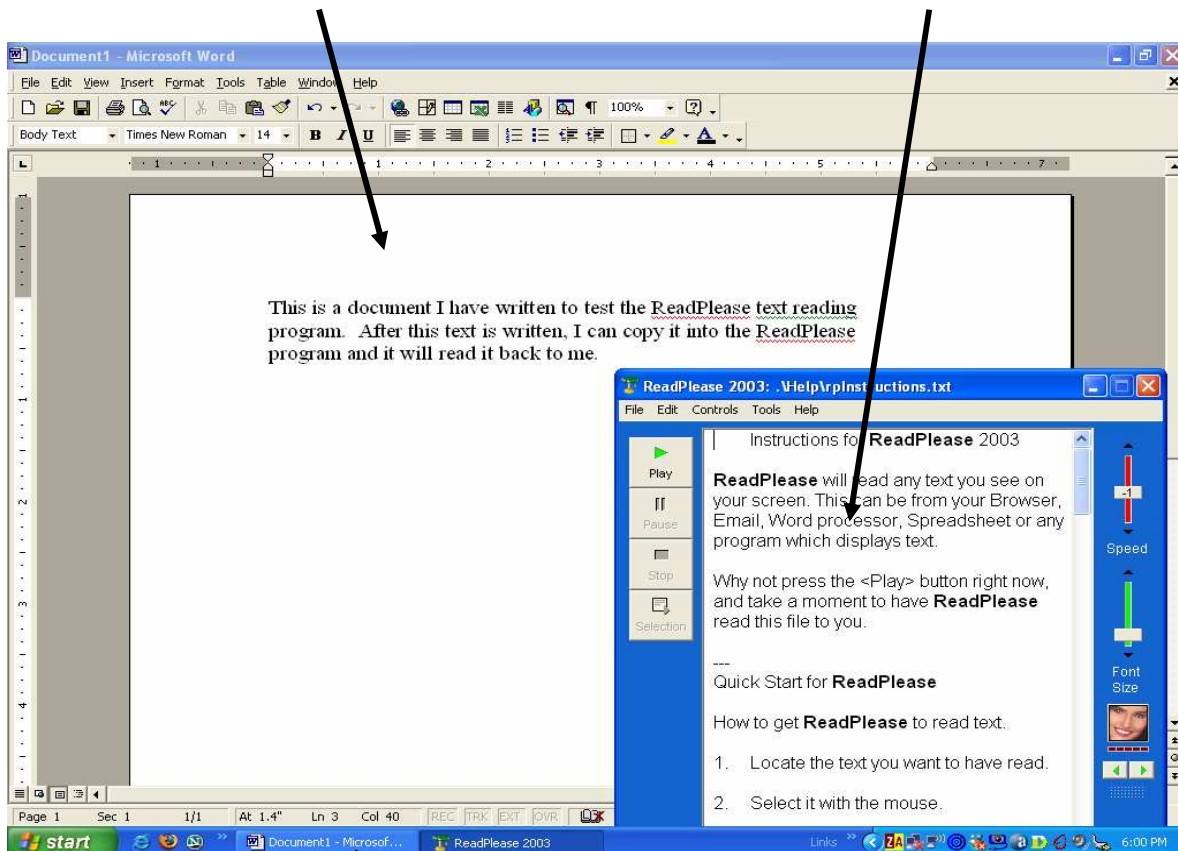 Document1 - Microsoft Word
File Edit View Insert Format Tools Table Window Help
100%
Body Text Times New Roman 14 B I U A
1 1 2 3 4 5 7
This is a document I have written to test the ReadPlease text reading
program. After this text is written, I can copy it into the ReadPlease
program and it will read it back to me.
ReadPlease 2003: .\Help\rpInstructions.txt
File Edit Controls Tools Help
Play
Pause
Stop
Selection
Instructions for ReadPlease 2003
ReadPlease will read any text you see on
your screen. This can be from your Browser,
Email, Word processor, Spreadsheet or any
program which displays text.
Why not press the <Play> button right now,
and take a moment to have ReadPlease
read this file to you.
---
Quick Start for ReadPlease
How to get ReadPlease to read text.
1. Locate the text you want to have read.
2. Select it with the mouse.
-1
Speed
Font
Size
Page 1 Sec 1 1/1 At 1.4" Ln 3 Col 40 REC TRK EXT OVR
start Document1 - Microsof... ReadPlease 2003 Links 6:00 PM